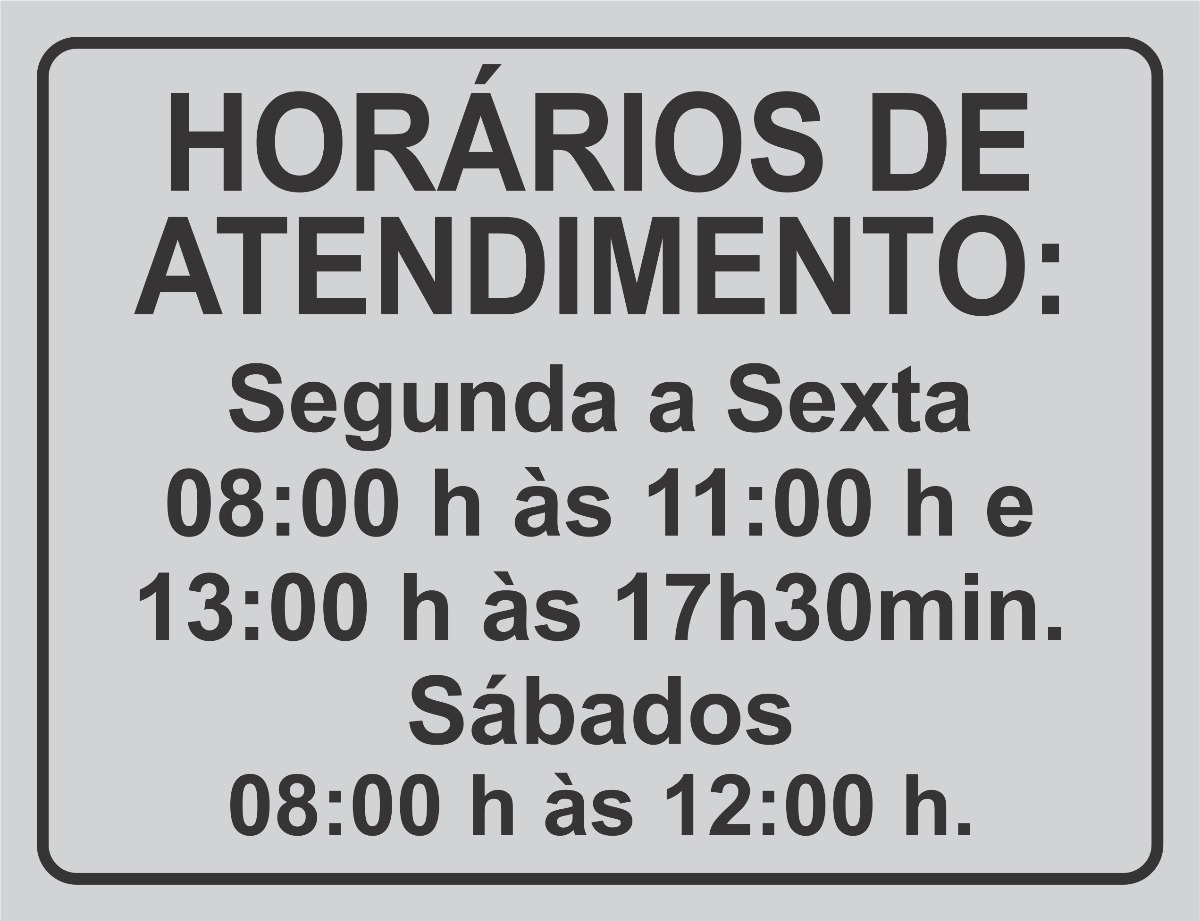 HORÁRIOS DE
ATENDIMENTO:
Segunda a Sexta
08:00 h às 11:00 h e
13:00 h às 17h30min.
Sábados
08:00 h às 12:00 h.